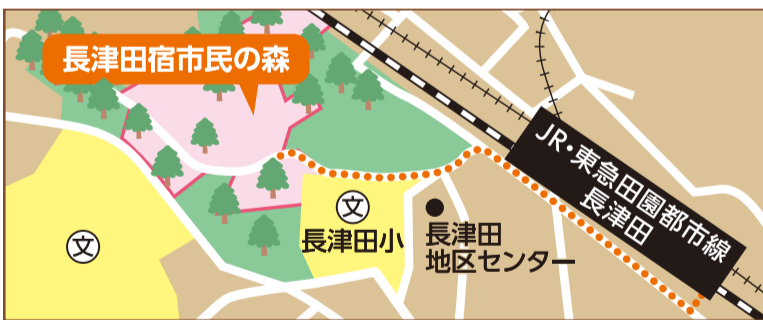 長津田宿市民の森
JR・東急田園都市線
長津田
文
長津田小
長津田
地区センター
文